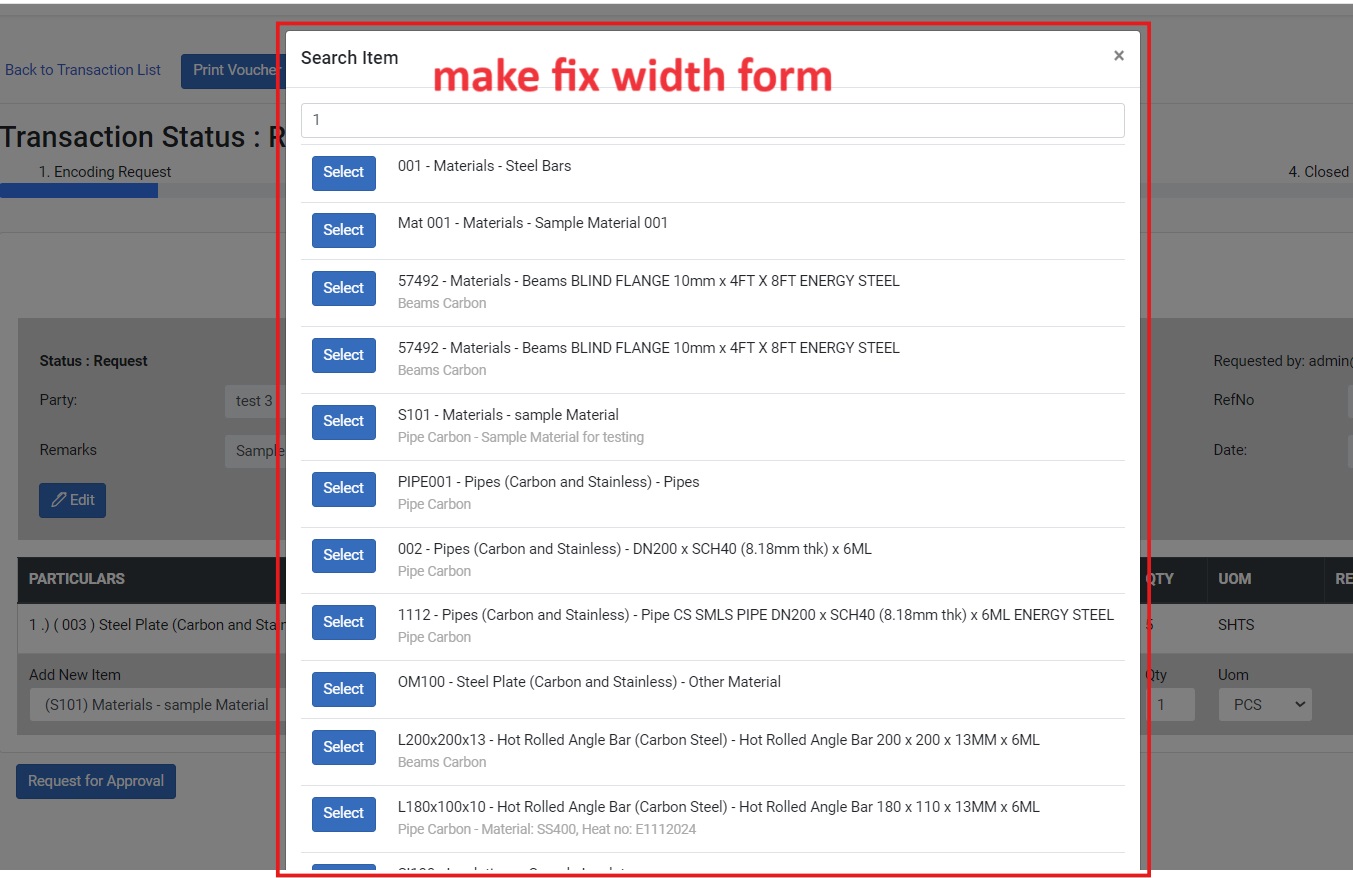 Search Item
×
make fix width form
Back to Transaction List
Print Voucher
1
Transaction Status : R
1. Encoding Request
4. Closed
Select
001 - Materials - Steel Bars
Select
Mat 001 - Materials - Sample Material 001
Select
57492 - Materials - Beams BLIND FLANGE 10mm x 4FT X 8FT ENERGY STEEL
Beams Carbon
Select
57492 - Materials - Beams BLIND FLANGE 10mm x 4FT X 8FT ENERGY STEEL
Beams Carbon
Select
S101 - Materials - sample Material
Pipe Carbon - Sample Material for testing
Select
PIPE001 - Pipes (Carbon and Stainless) - Pipes
Pipe Carbon
Select
002 - Pipes (Carbon and Stainless) - DN200 x SCH40 (8.18mm thk) x 6ML
Pipe Carbon
Select
1112 - Pipes (Carbon and Stainless) - Pipe CS SMLS PIPE DN200 x SCH40 (8.18mm thk) x 6ML ENERGY STEEL
Pipe Carbon
Select
OM100 - Steel Plate (Carbon and Stainless) - Other Material
Select
L200x200x13 - Hot Rolled Angle Bar (Carbon Steel) - Hot Rolled Angle Bar 200 x 200 x 13MM x 6ML
Beams Carbon
Select
L180x100x10 - Hot Rolled Angle Bar (Carbon Steel) - Hot Rolled Angle Bar 180 x 110 x 13MM x 6ML
Pipe Carbon - Material: SS400, Heat no: E1112024
Status : Request
Requested by: admin@
Party:
test 3
RefNo
Remarks
Sample
Date:
Edit
PARTICULARS
QTY
UOM
RE
1 .) ( 003 ) Steel Plate (Carbon and Stain
5
SHTS
Add New Item
Qty
Uom
(S101) Materials - sample Material
1
PCS
Request for Approval